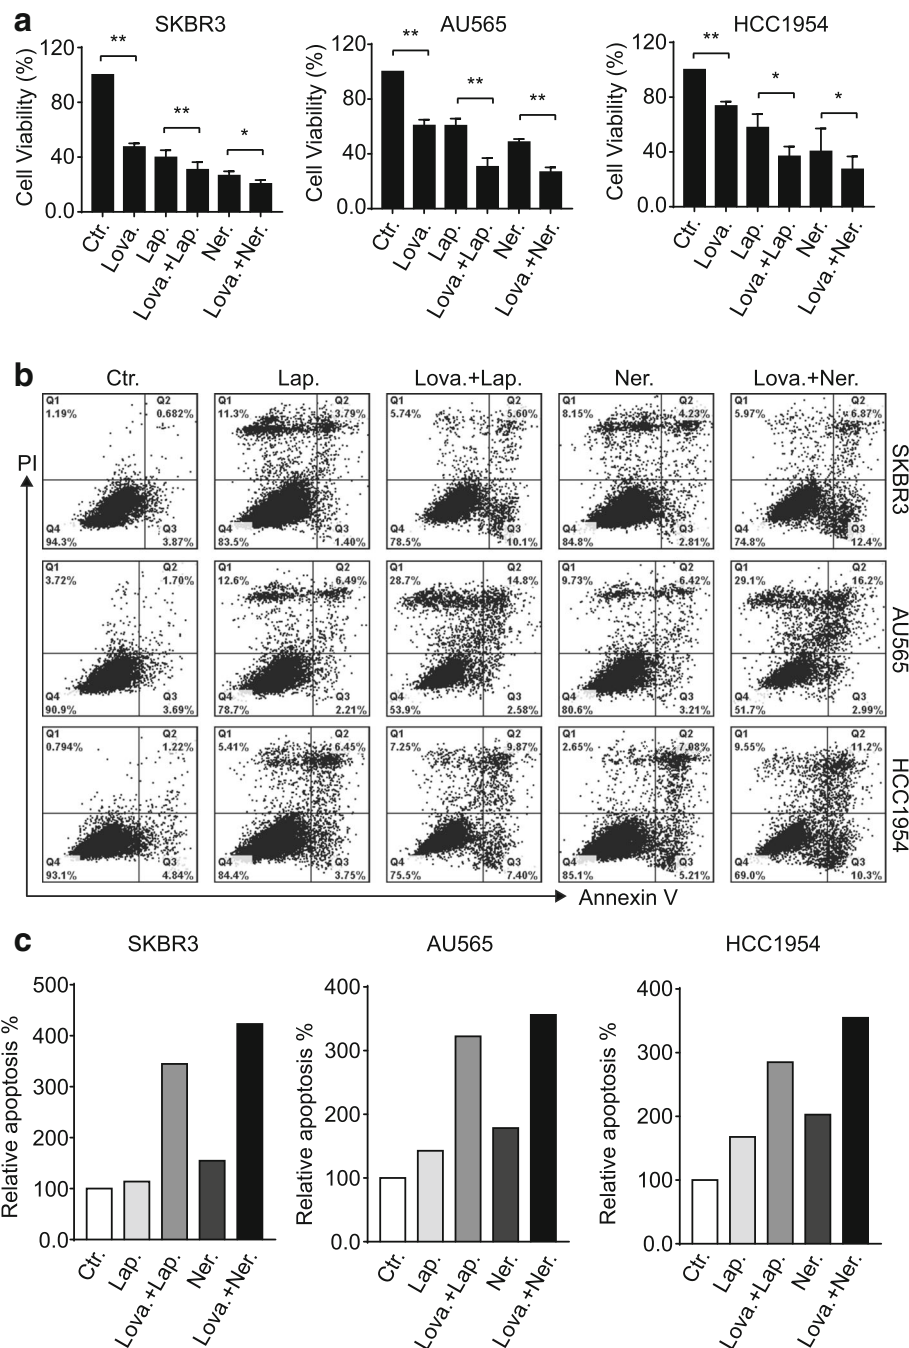 a
SKBR3
AU565
HCC1954
Cell Viability (%)
120
80
40
0.0
**
**
*
Ctr.
Lova.
Lap.
Lova.+Lap.
Ner.
Lova.+Ner.
Cell Viability (%)
120
80
40
0.0
**
**
**
Ctr.
Lova.
Lap.
Lova.+Lap.
Ner.
Lova.+Ner.
Cell Viability (%)
120
80
40
0.0
**
*
*
Ctr.
Lova.
Lap.
Lova.+Lap.
Ner.
Lova.+Ner.
b
Ctr.
Lap.
Lova.+Lap.
Ner.
Lova.+Ner.
PI
Q1 Q2
1.19% 0.682%
Q4 Q3
94.3% 3.87%
Q1 Q2
11.3% 3.79%
Q4 Q3
83.5% 1.40%
Q1 Q2
5.74% 5.60%
Q4 Q3
78.5% 10.1%
Q1 Q2
8.15% 4.23%
Q4 Q3
84.8% 2.81%
Q1 Q2
5.97% 6.87%
Q4 Q3
74.8% 12.4%
SKBR3
Q1 Q2
3.72% 1.70%
Q4 Q3
90.9% 3.69%
Q1 Q2
12.6% 6.49%
Q4 Q3
78.7% 2.21%
Q1 Q2
28.7% 14.8%
Q4 Q3
53.9% 2.58%
Q1 Q2
9.73% 6.42%
Q4 Q3
80.6% 3.21%
Q1 Q2
29.1% 16.2%
Q4 Q3
51.7% 2.99%
AU565
Q1 Q2
0.794% 1.22%
Q4 Q3
93.1% 4.84%
Q1 Q2
5.41% 6.45%
Q4 Q3
84.4% 3.75%
Q1 Q2
7.25% 9.87%
Q4 Q3
75.5% 7.40%
Q1 Q2
2.65% 7.08%
Q4 Q3
85.1% 5.21%
Q1 Q2
9.55% 11.2%
Q4 Q3
69.0% 10.3%
HCC1954
Annexin V
c
SKBR3
AU565
HCC1954
Relative apoptosis %
500
400
300
200
100
0.0
Ctr.
Lap.
Lova.+Lap.
Ner.
Lova.+Ner.
Relative apoptosis %
400
300
200
100
0.0
Ctr.
Lap.
Lova.+Lap.
Ner.
Lova.+Ner.
Relative apoptosis %
400
300
200
100
0.0
Ctr.
Lap.
Lova.+Lap.
Ner.
Lova.+Ner.